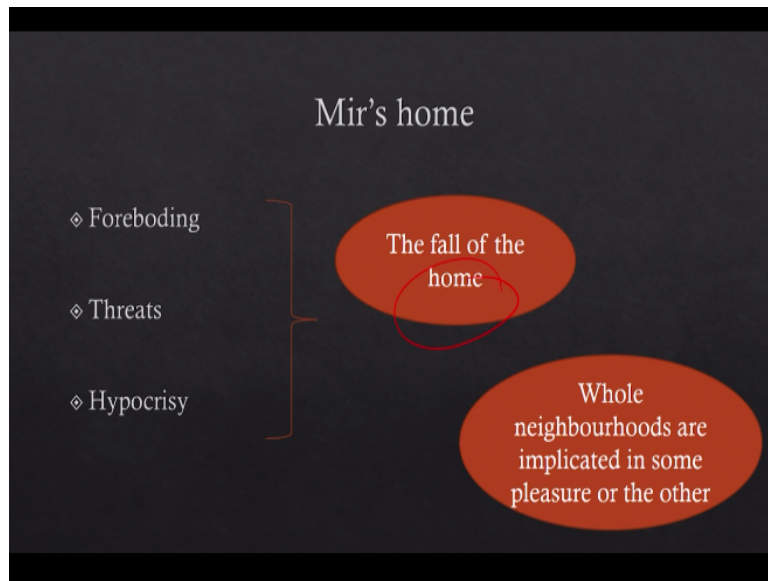 Mir's home
Foreboding
Threats
Hypocrisy
The fall of the
home
Whole
neighbourhoods are
implicated in some
pleasure or the other